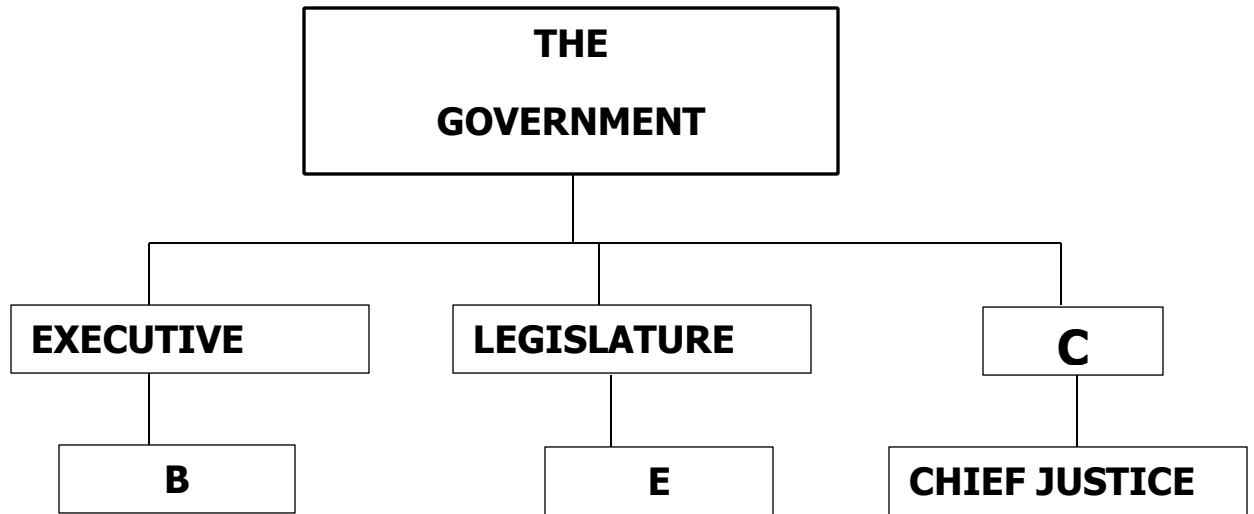 THE
GOVERNMENT
EXECUTIVE
LEGISLATURE
C
B
E
CHIEF JUSTICE